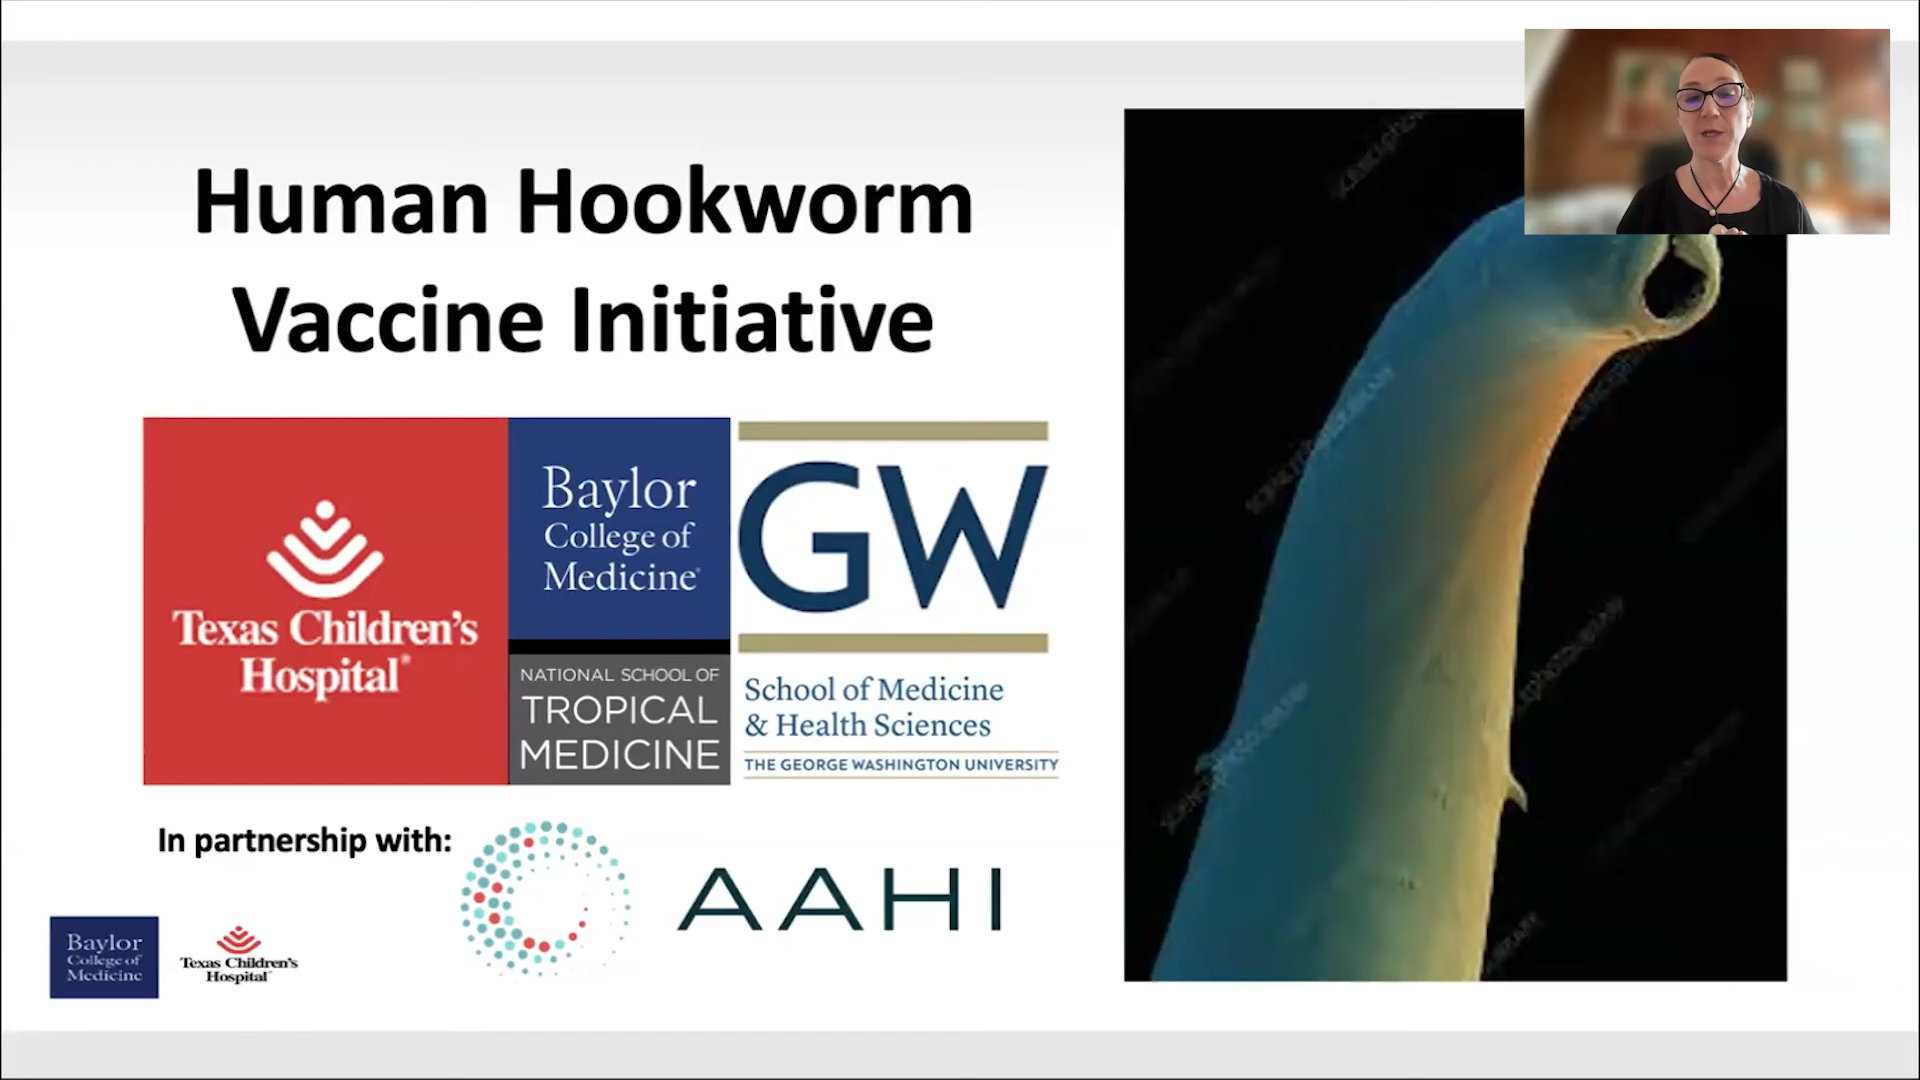 Human Hookworm
Vaccine Initiative
Texas Children's
Hospital®
Baylor
College of
Medicine®
NATIONAL SCHOOL OF
TROPICAL
MEDICINE
GW
School of Medicine
& Health Sciences
THE GEORGE WASHINGTON UNIVERSITY
In partnership with:
AAHI
Baylor
College of
Medicine
Texas Children's
Hospital